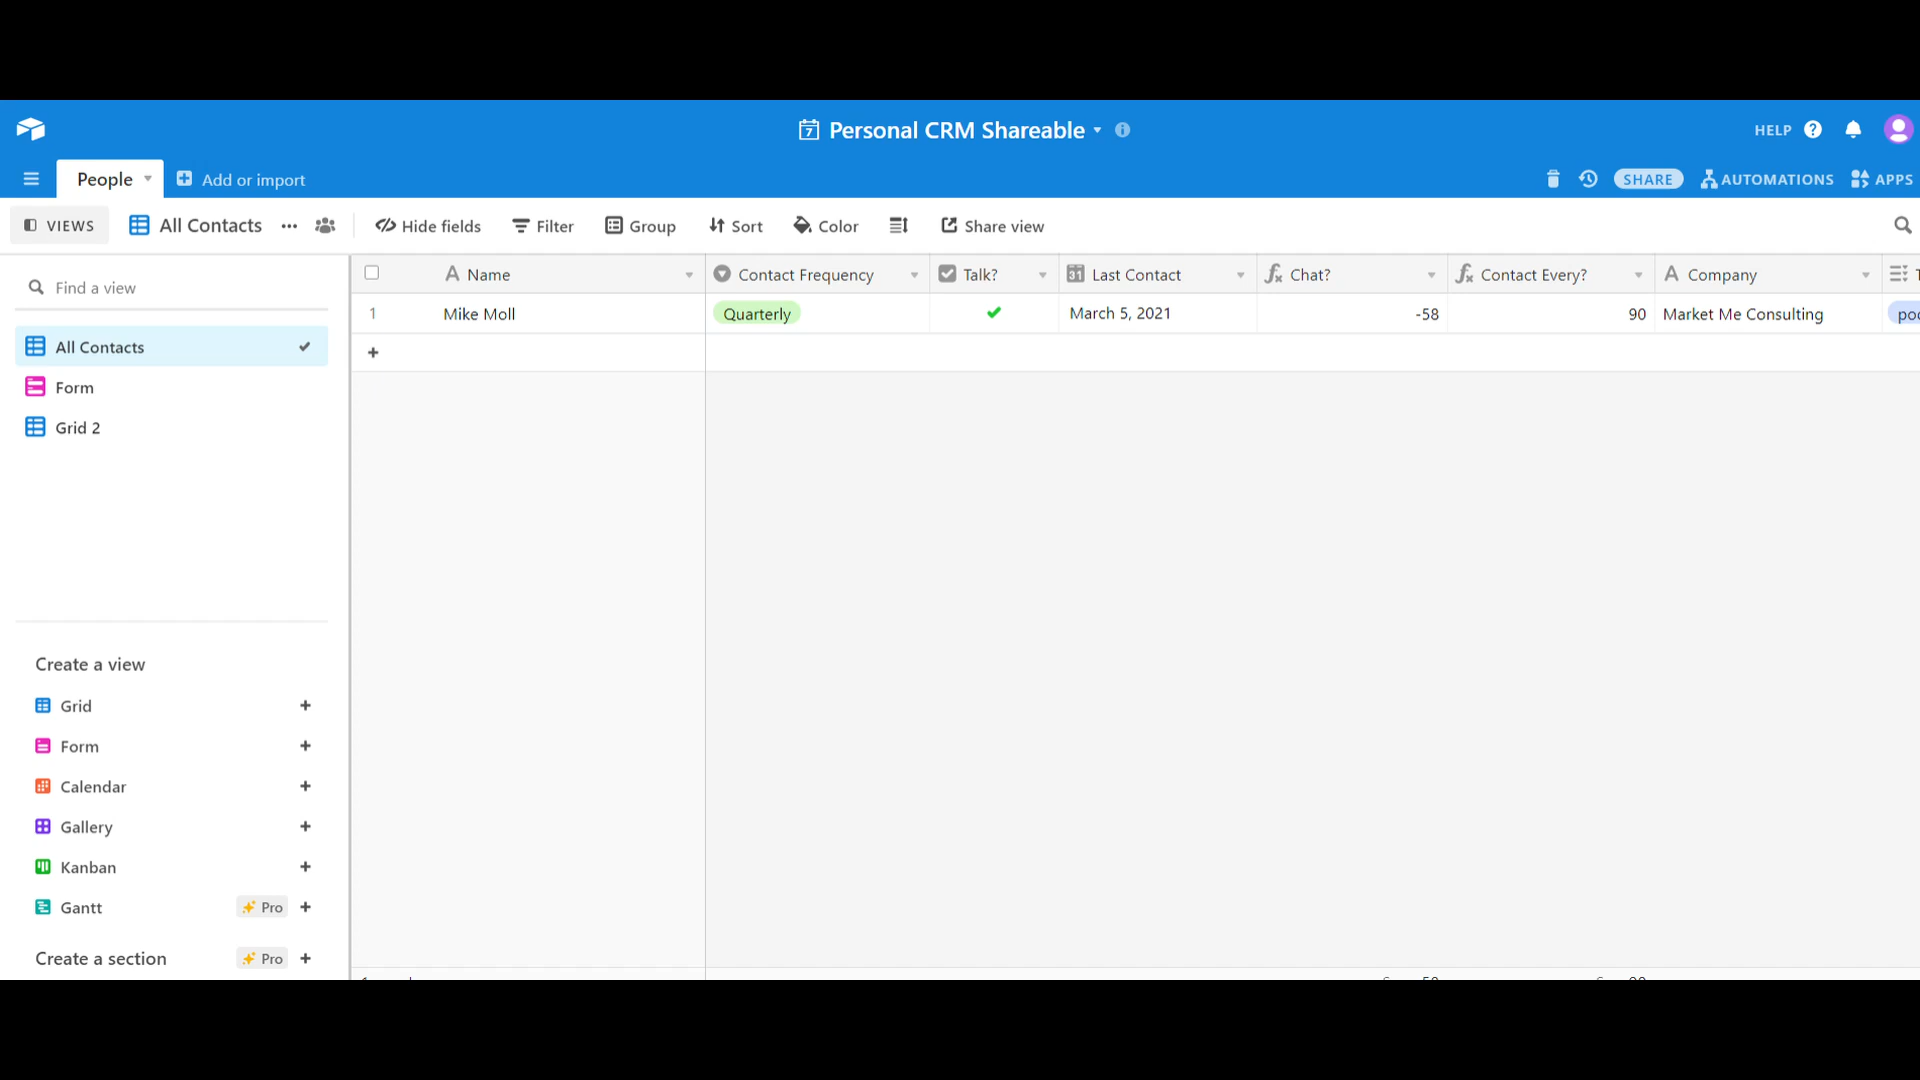 Personal CRM Shareable
HELP
People
Add or import
SHARE
AUTOMATIONS
APPS
VIEWS
All Contacts
Hide fields
Filter
Group
Sort
Color
Share view
Find a view
Name
Contact Frequency
Talk?
31
Last Contact
Chat?
Contact Every?
A Company
1
Mike Moll
Quarterly
March 5, 2021
-58
90
Market Me Consulting
All Contacts
Form
Grid 2
Create a view
Grid
Form
Calendar
Gallery
Kanban
Gantt
Pro
Create a section
Pro